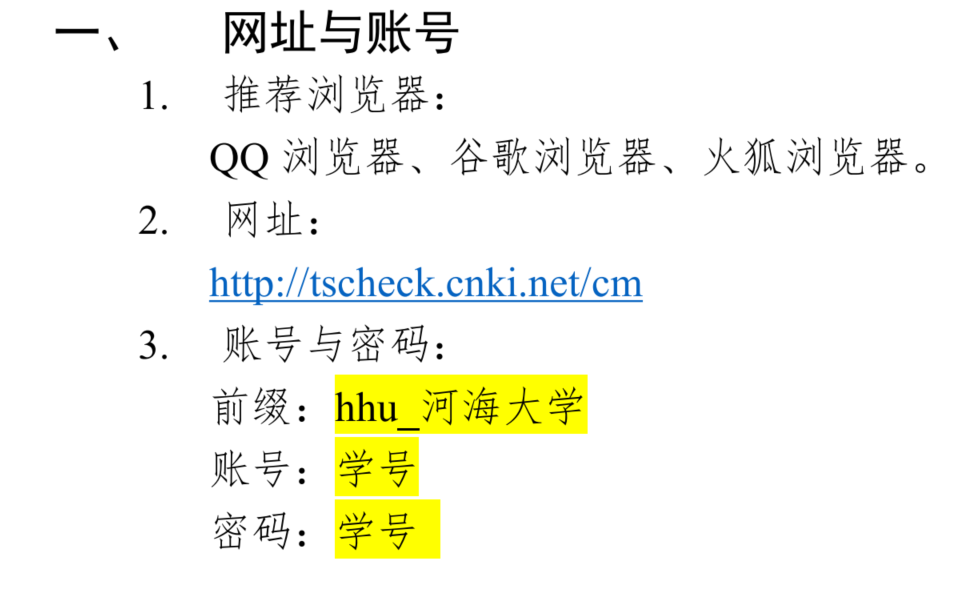 一、 网址与账号
1. 推荐浏览器：
QQ 浏览器、谷歌浏览器、火狐浏览器。
2. 网址：
http://tscheck.cnki.net/cm
3. 账号与密码：
前缀：hhu_河海大学
账号：学号
密码：学号